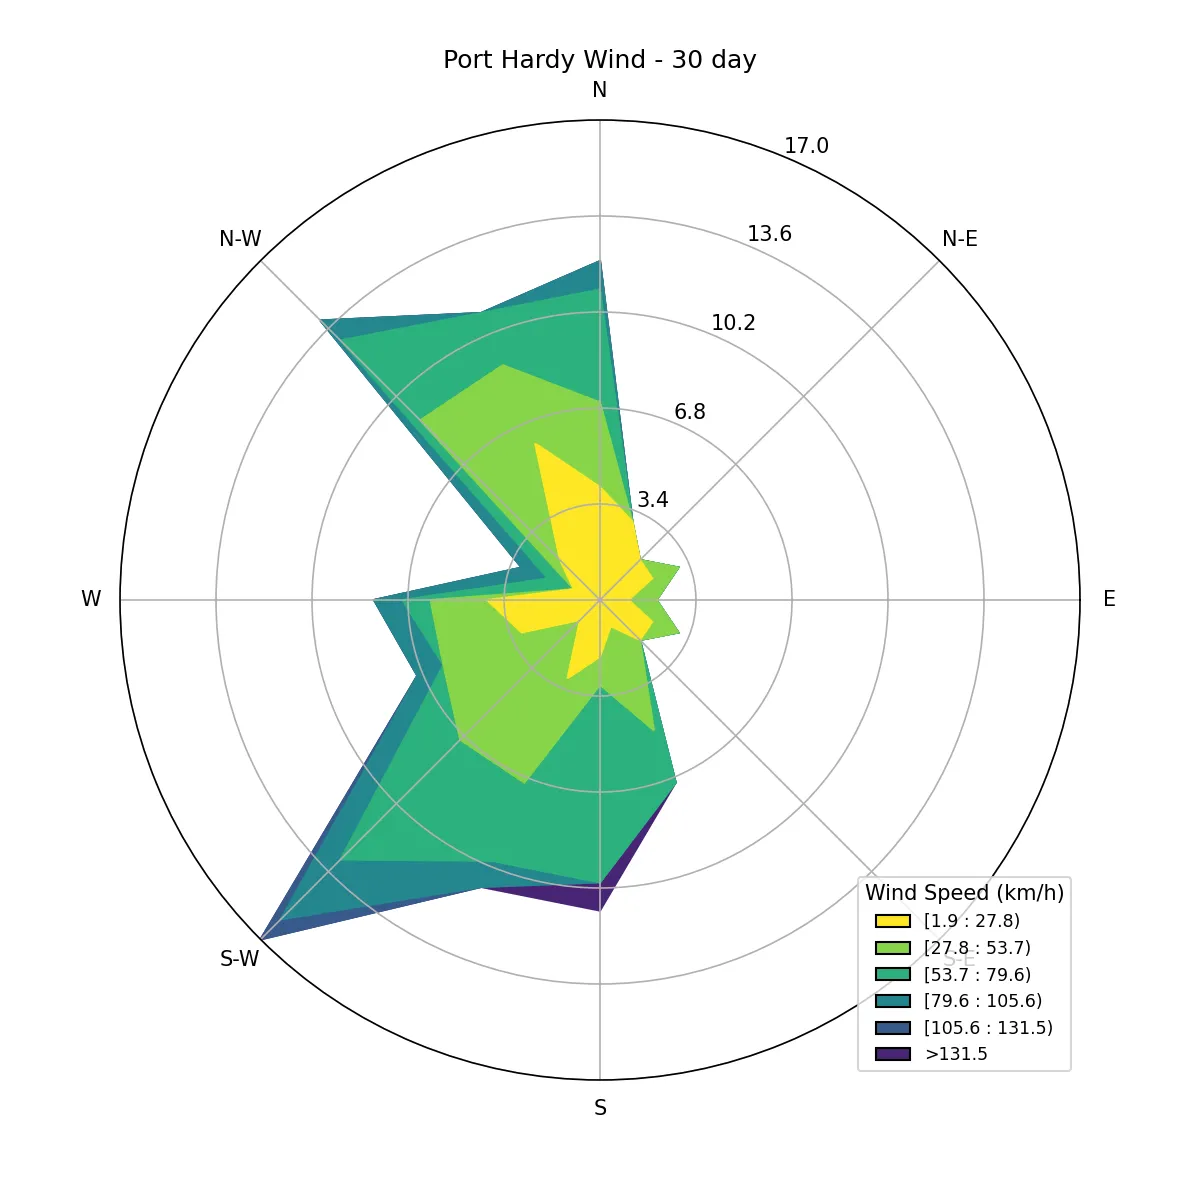 Port Hardy Wind - 30 day
N
17.0
N-W
13.6
N-E
10.2
6.8
3.4
W
E
S-W
S-E
Wind Speed (km/h)
[1.9 : 27.8)
[27.8 : 53.7)
[53.7 : 79.6)
[79.6 : 105.6)
[105.6 : 131.5)
>131.5
S